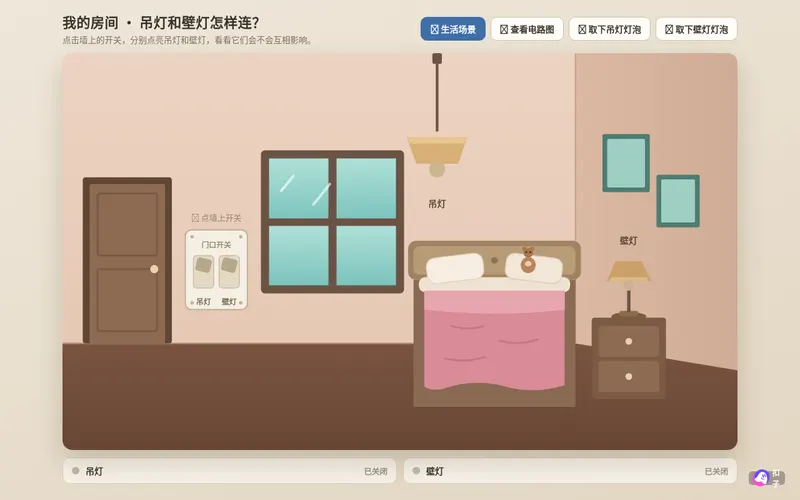 我的房间 · 吊灯和壁灯怎样连?
点击墙上的开关，分别点亮吊灯和壁灯，看看它们会不会互相影响。
生活场景
查看电路图
取下吊灯灯泡
取下壁灯灯泡
点墙上开关
门口开关
吊灯 壁灯
吊灯
壁灯
吊灯 已关闭
壁灯 已关闭
扣子